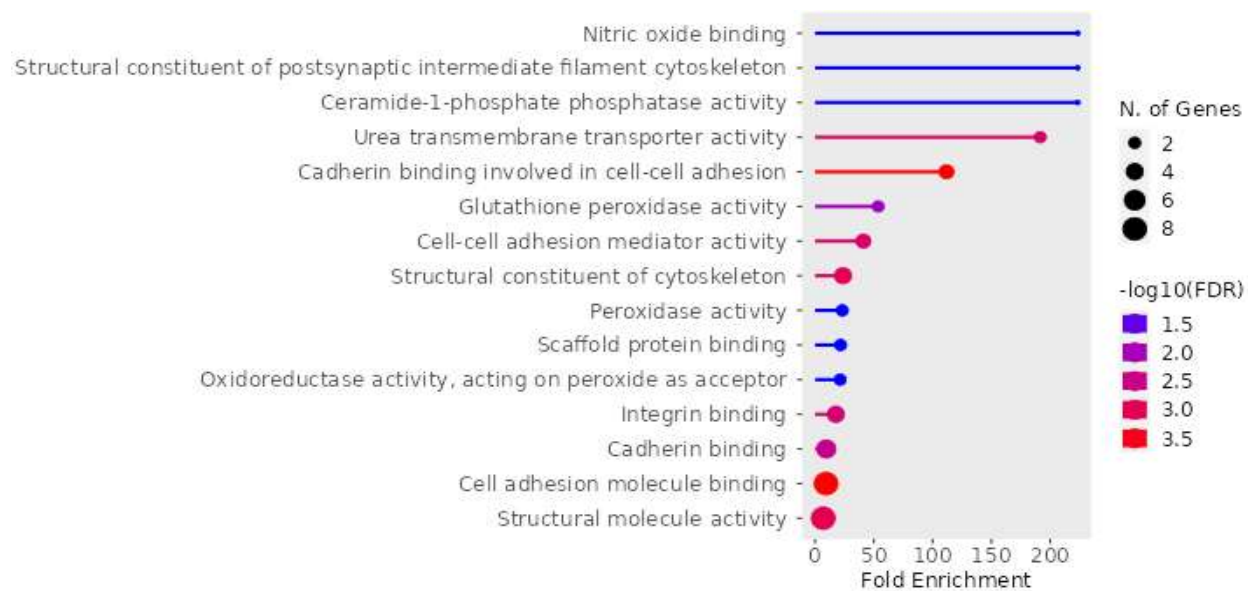 Nitric oxide binding
Structural constituent of postsynaptic intermediate filament cytoskeleton
Ceramide-1-phosphate phosphatase activity
Urea transmembrane transporter activity
Cadherin binding involved in cell-cell adhesion
Glutathione peroxidase activity
Cell-cell adhesion mediator activity
Structural constituent of cytoskeleton
Peroxidase activity
Scaffold protein binding
Oxidoreductase activity, acting on peroxide as acceptor
Integrin binding
Cadherin binding
Cell adhesion molecule binding
Structural molecule activity
0 50 100 150 200
Fold Enrichment
N. of Genes
2
4
6
8
-log10(FDR)
1.5
2.0
2.5
3.0
3.5